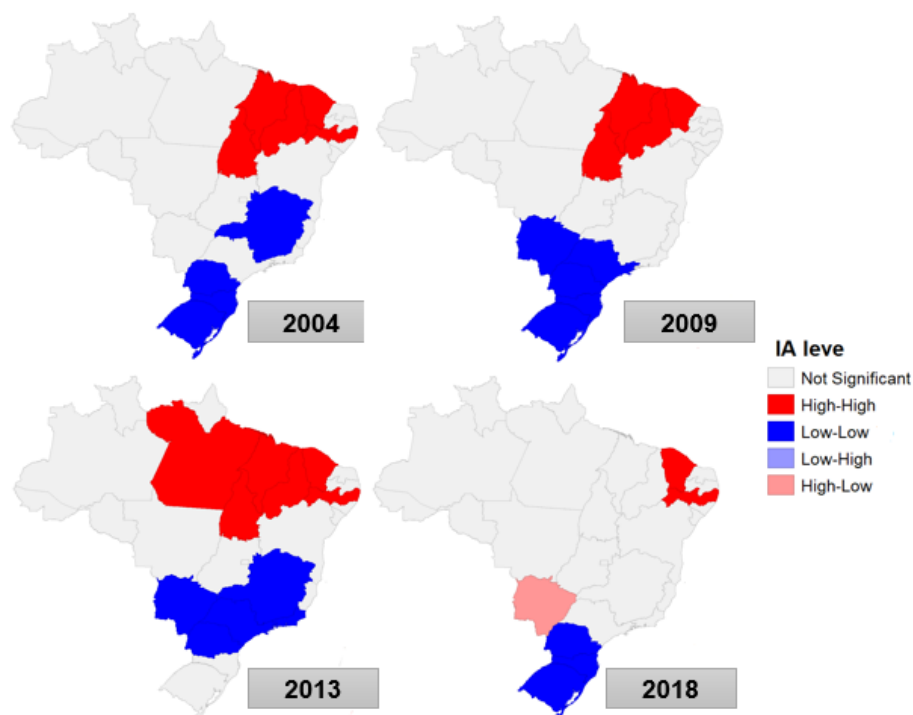 2004
2009
IA leve
Not Significant
High-High
Low-Low
Low-High
High-Low
2013
2018